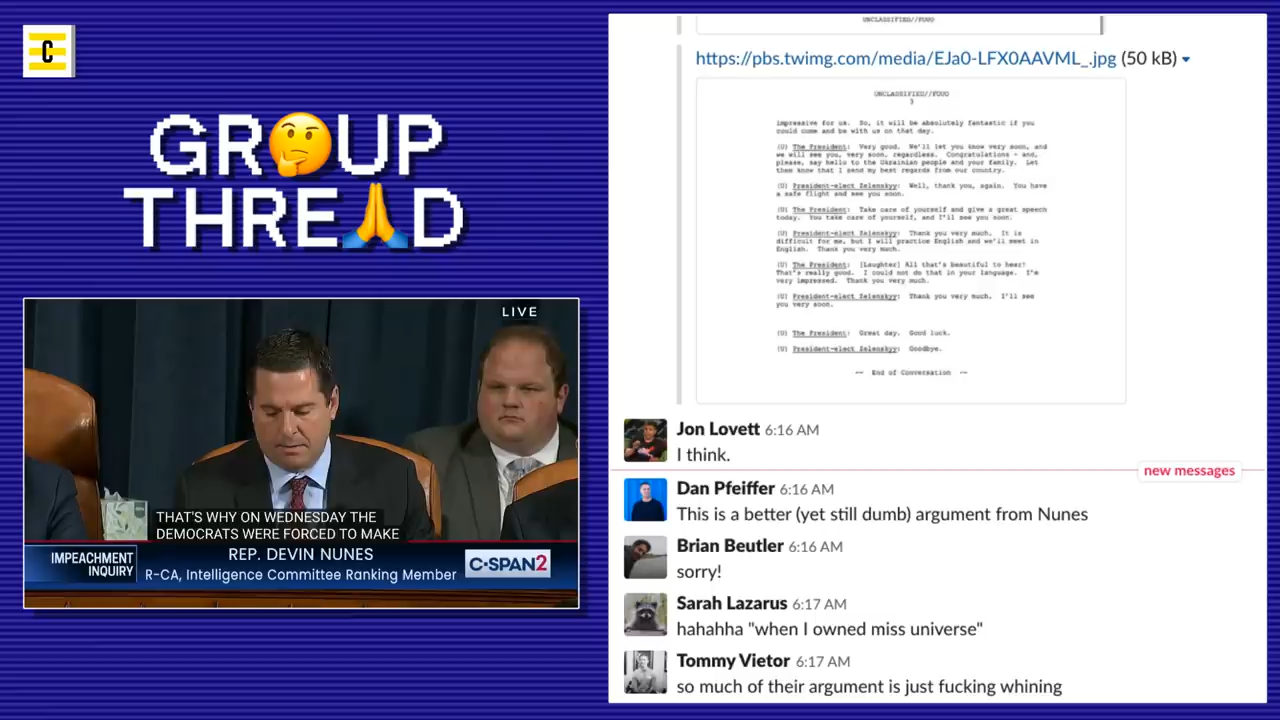 C
GROUP
THREAD
LIVE
THAT'S WHY ON WEDNESDAY THE
DEMOCRATS WERE FORCED TO MAKE
IMPEACHMENT
INQUIRY
REP. DEVIN NUNES
R-CA, Intelligence Committee Ranking Member
C-SPAN2
UNCLASSIFIED//FOUO
https://pbs.twimg.com/media/EJa0-LFX0AAVML_.jpg (50 kB)
UNCLASSIFIED//FOUO
3
impressive for us. So, it will be absolutely fantastic if you
could come and be with us on that day.
(U) The President: Very good. We'll let you know very soon, and
we will see you, very soon, regardless. Congratulations - and,
please, say hello to the Ukrainian people and your family. Let
them know that I send my best regards from our country.
(U) President-elect Zelenskyy: Well, thank you, again. You have
a safe flight and see you soon.
(U) The President: Take care of yourself and give a great speech
today. You take care of yourself, and I'll see you soon.
(U) President-elect Zelenskyy: Thank you very much. It is
difficult for me, but I will practice English and we'll meet in
English. Thank you very much.
(U) The President: [Laughter] All that's beautiful to hear!
That's really good. I could not do that in your language. I'm
very impressed. Thank you very much.
(U) President-elect Zelenskyy: Thank you very much. I'll see
you very soon.
(U) The President: Great day. Good luck.
(U) President-elect Zelenskyy: Goodbye.
-- End of Conversation --
Jon Lovett 6:16 AM
I think.
new messages
Dan Pfeiffer 6:16 AM
This is a better (yet still dumb) argument from Nunes
Brian Beutler 6:16 AM
sorry!
Sarah Lazarus 6:17 AM
hahahha "when I owned miss universe"
Tommy Vietor 6:17 AM
so much of their argument is just fucking whining